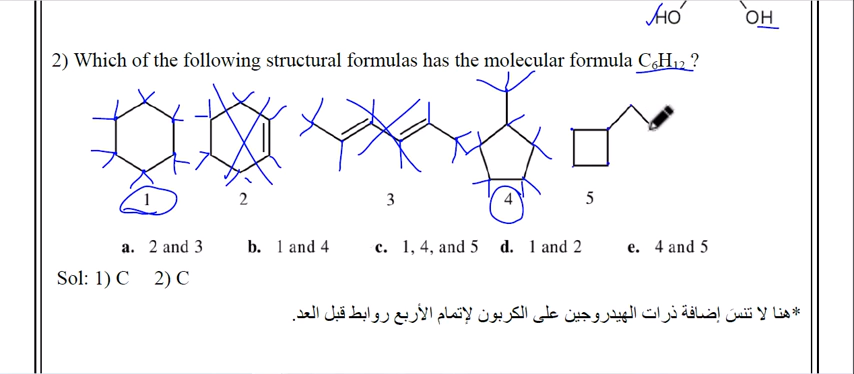 HO OH
2) Which of the following structural formulas has the molecular formula C₆H₁₂ ?
1 2 3 4 5
a. 2 and 3 b. 1 and 4 c. 1, 4, and 5 d. 1 and 2 e. 4 and 5
Sol: 1) C 2) C
*هنا لا تنسَ إضافة ذرات الهيدروجين على الكربون لإتمام الأربع روابط قبل العد.